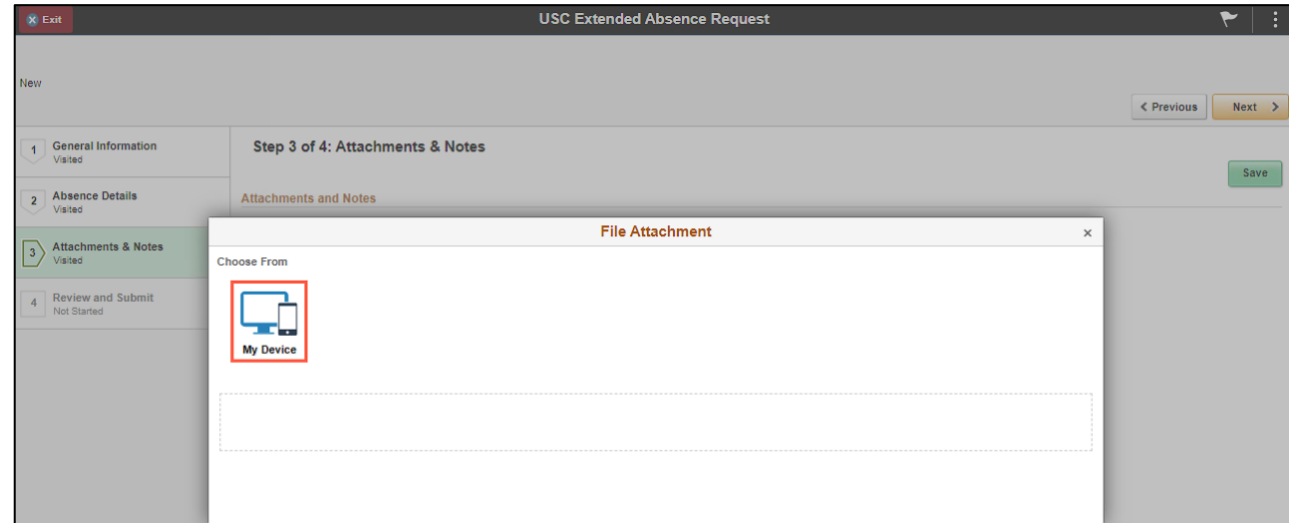 Exit
USC Extended Absence Request
New
Previous
Next
1 General Information
Visited
Step 3 of 4: Attachments & Notes
Save
2 Absence Details
Visited
Attachments and Notes
3 Attachments & Notes
Visited
File Attachment
Choose From
4 Review and Submit
Not Started
My Device